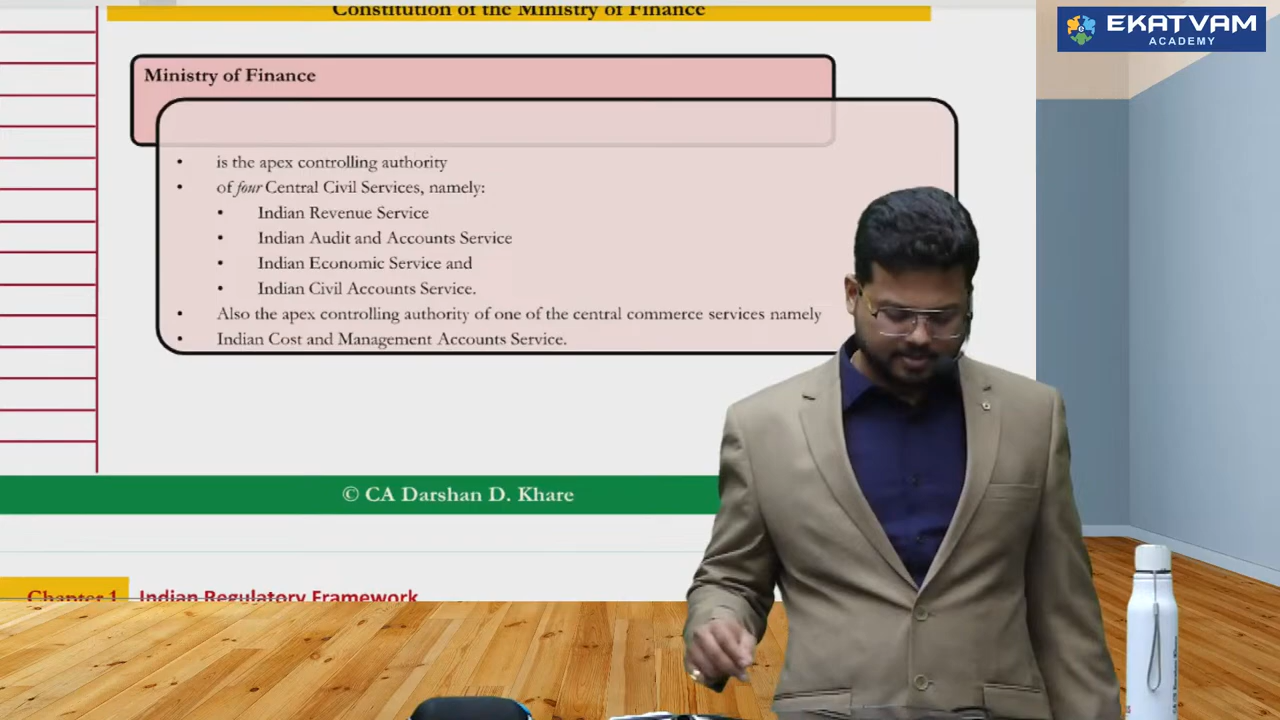 Constitution of the Ministry of Finance
EKATVAM
ACADEMY
Ministry of Finance
• is the apex controlling authority
• of four Central Civil Services, namely:
• Indian Revenue Service
• Indian Audit and Accounts Service
• Indian Economic Service and
• Indian Civil Accounts Service.
• Also the apex controlling authority of one of the central commerce services namely
• Indian Cost and Management Accounts Service.
© CA Darshan D. Khare
Chapter 1 Indian Regulatory Framework